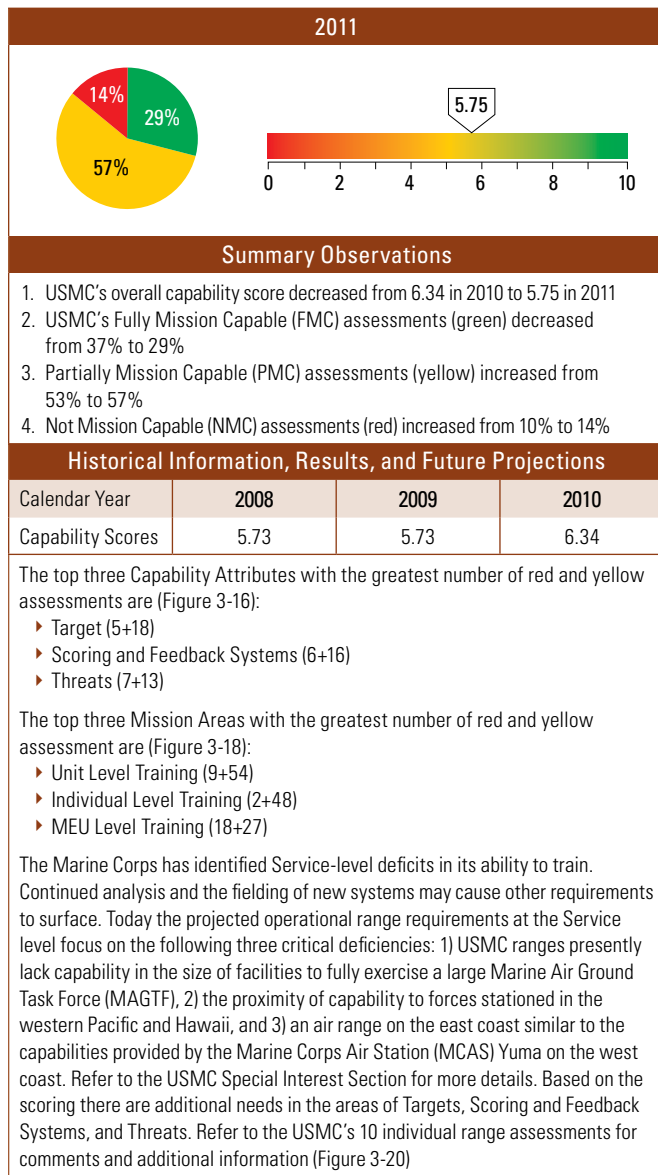 2011
14%
29%
57%
5.75
0 2 4 6 8 10
Summary Observations
1. USMC's overall capability score decreased from 6.34 in 2010 to 5.75 in 2011
2. USMC's Fully Mission Capable (FMC) assessments (green) decreased
from 37% to 29%
3. Partially Mission Capable (PMC) assessments (yellow) increased from
53% to 57%
4. Not Mission Capable (NMC) assessments (red) increased from 10% to 14%
Historical Information, Results, and Future Projections
Calendar Year 2008 2009 2010
Capability Scores 5.73 5.73 6.34
The top three Capability Attributes with the greatest number of red and yellow
assessments are (Figure 3-16):
‣ Target (5+18)
‣ Scoring and Feedback Systems (6+16)
‣ Threats (7+13)
The top three Mission Areas with the greatest number of red and yellow
assessment are (Figure 3-18):
‣ Unit Level Training (9+54)
‣ Individual Level Training (2+48)
‣ MEU Level Training (18+27)
The Marine Corps has identified Service-level deficits in its ability to train.
Continued analysis and the fielding of new systems may cause other requirements
to surface. Today the projected operational range requirements at the Service
level focus on the following three critical deficiencies: 1) USMC ranges presently
lack capability in the size of facilities to fully exercise a large Marine Air Ground
Task Force (MAGTF), 2) the proximity of capability to forces stationed in the
western Pacific and Hawaii, and 3) an air range on the east coast similar to the
capabilities provided by the Marine Corps Air Station (MCAS) Yuma on the west
coast. Refer to the USMC Special Interest Section for more details. Based on the
scoring there are additional needs in the areas of Targets, Scoring and Feedback
Systems, and Threats. Refer to the USMC's 10 individual range assessments for
comments and additional information (Figure 3-20)